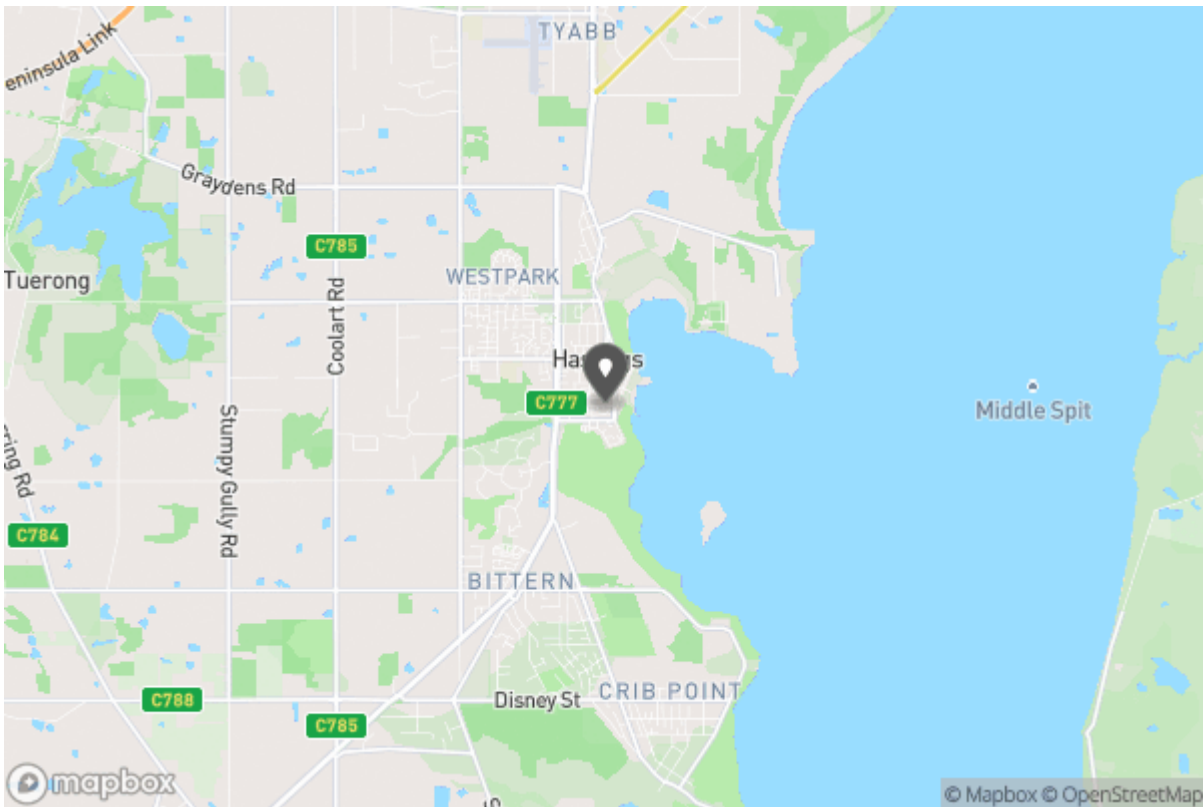 TYABB
eninsula Link
Graydens Rd
C785
WESTPARK
Tuerong
Coolart Rd
C777
Middle Spit
Stumpy Gully Rd
C784
BITTERN
CRIB POINT
C788
Disney St
C785
mapbox
© Mapbox © OpenStreetMap